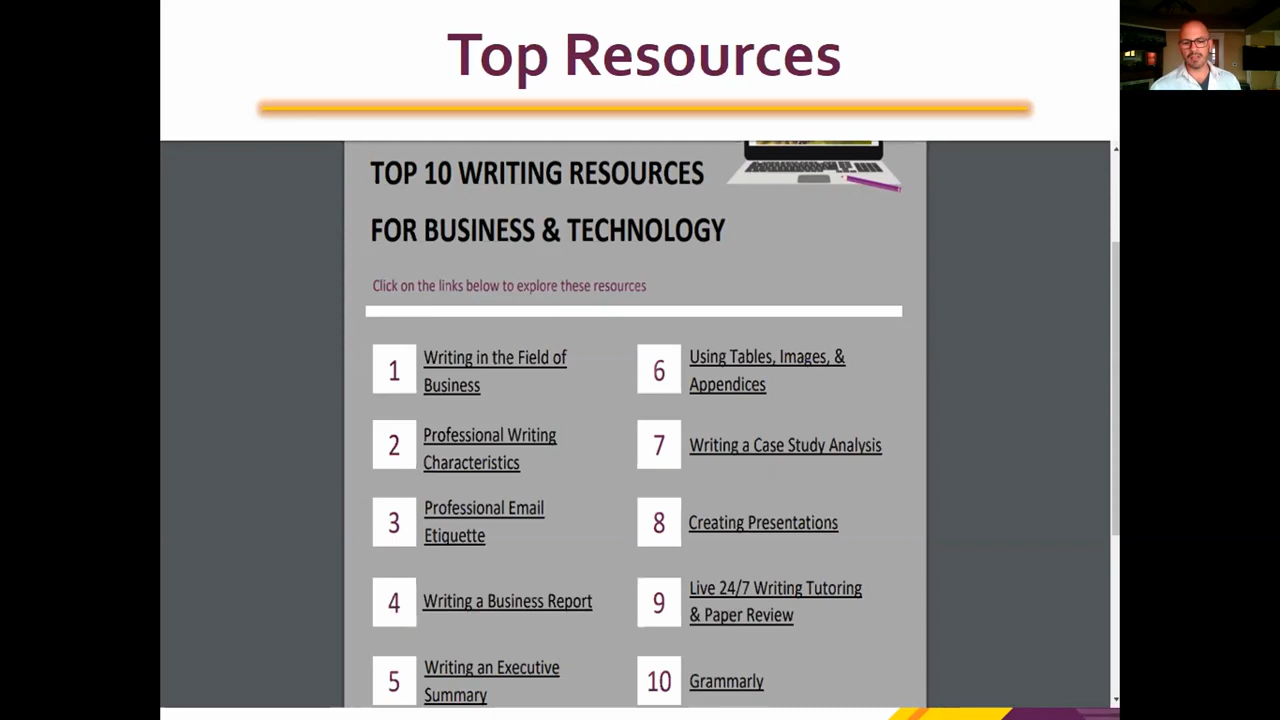 Top Resources
TOP 10 WRITING RESOURCES
FOR BUSINESS & TECHNOLOGY
Click on the links below to explore these resources
1 Writing in the Field of
Business
2 Professional Writing
Characteristics
3 Professional Email
Etiquette
4 Writing a Business Report
5 Writing an Executive
Summary
6 Using Tables, Images, &
Appendices
7 Writing a Case Study Analysis
8 Creating Presentations
9 Live 24/7 Writing Tutoring
& Paper Review
10 Grammarly